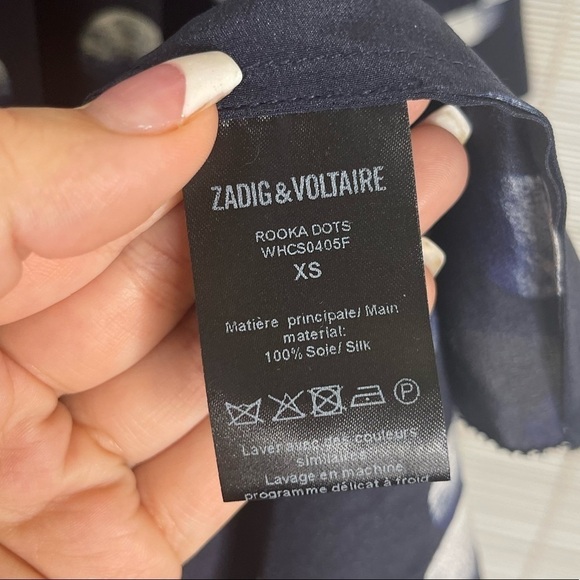 ZADIG&VOLTAIRE
ROOKA DOTS
WHCS0405F
XS
Matière principale/ Main
material:
100% Soie/ Silk
P
Laver avec des couleurs
similaires
Lavage en machine
programme délicat à froid